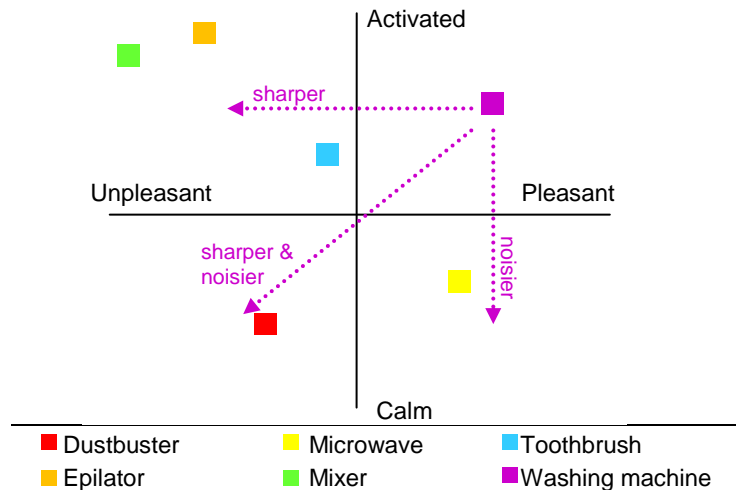 Activated
sharper
Unpleasant
Pleasant
sharper &
noisier
noisier
Calm
Dustbuster
Microwave
Toothbrush
Epilator
Mixer
Washing machine